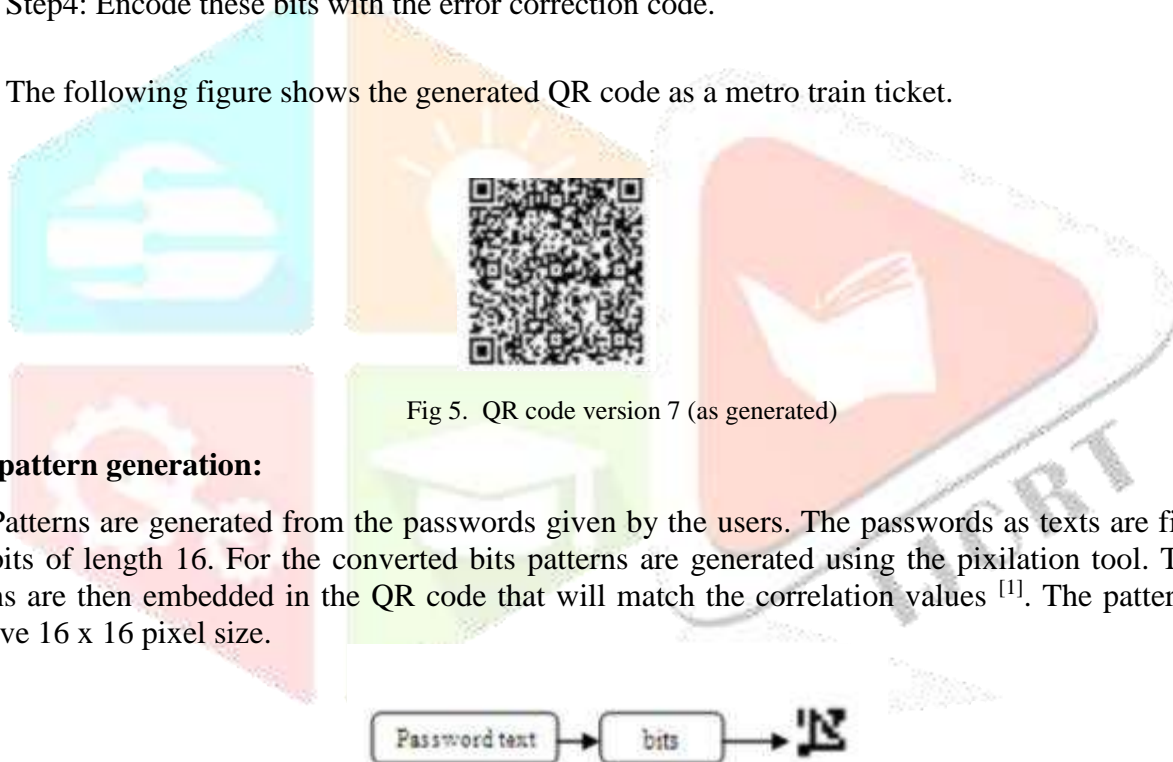 Step4: Encode these bits with the error correction code.
The following figure shows the generated QR code as a metro train ticket.
Fig 5. QR code version 7 (as generated)
pattern generation:
Patterns are generated from the passwords given by the users. The passwords as texts are fi
bits of length 16. For the converted bits patterns are generated using the pixilation tool. T
ns are then embedded in the QR code that will match the correlation values [1]. The patter
ve 16 x 16 pixel size.
Password text
bits
IJCRT